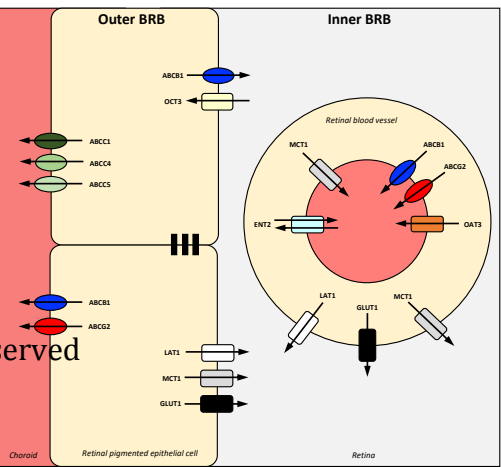 Outer BRB
Inner BRB
ABCB1
OCT3
ABCC1
ABCC4
ABCC5
Retinal blood vessel
MCT1
ABCB1
ABCG2
ENT2
OAT3
LAT1
GLUT1
MCT1
ABCB1
ABCG2
served
LAT1
MCT1
GLUT1
Choroid
Retinal pigmented epithelial cell
Retina